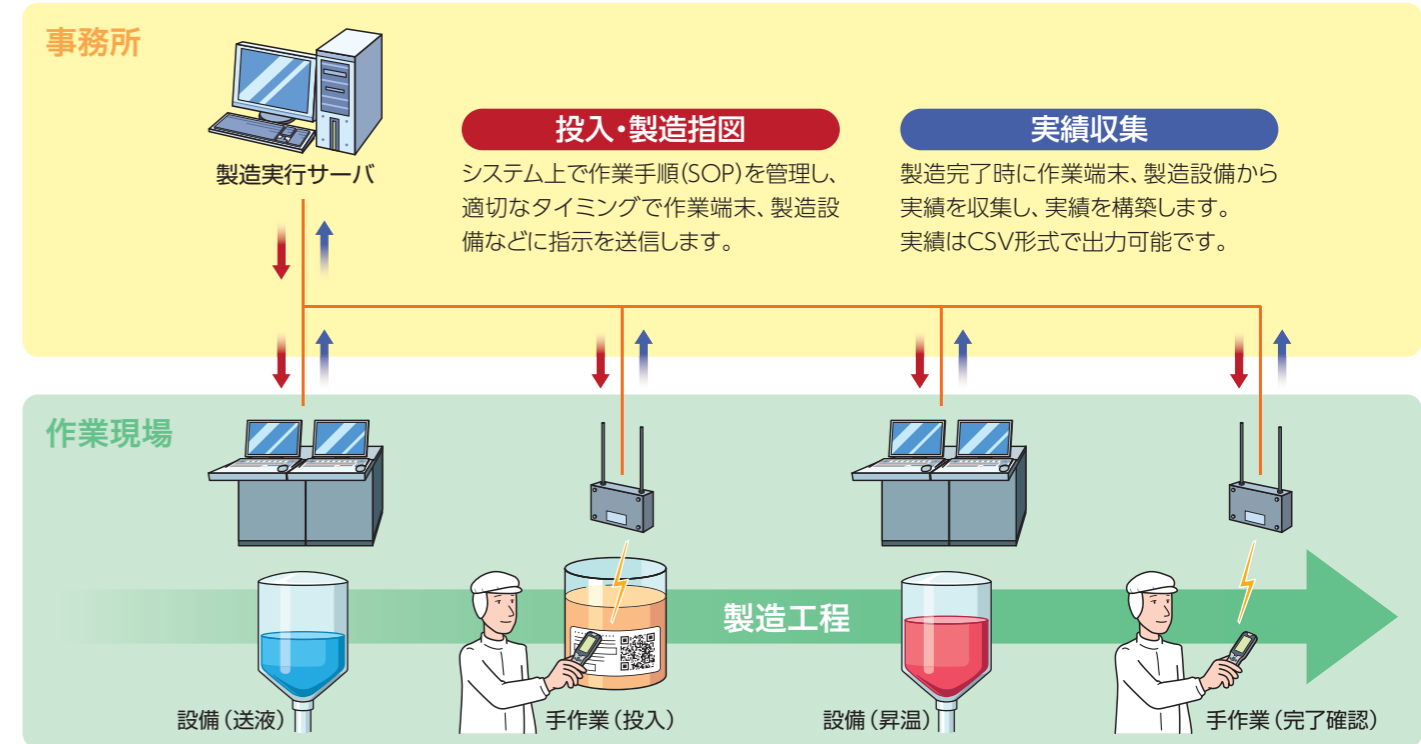 事務所
製造実行サーバ
投入・製造指図
システム上で作業手順(SOP)を管理し、
適切なタイミングで作業端末、製造設
備などに指示を送信します。
実績収集
製造完了時に作業端末、製造設備から
実績を収集し、実績を構築します。
実績はCSV形式で出力可能です。
作業現場
製造工程
設備(送液)
手作業(投入)
設備(昇温)
手作業(完了確認)